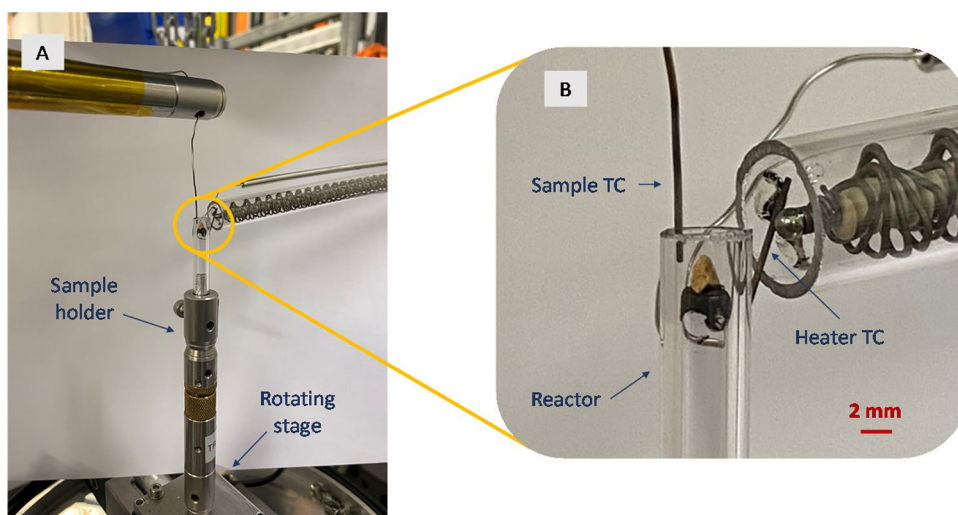 A
Sample
holder
Rotating
stage
B
Sample TC
Heater TC
Reactor
2 mm